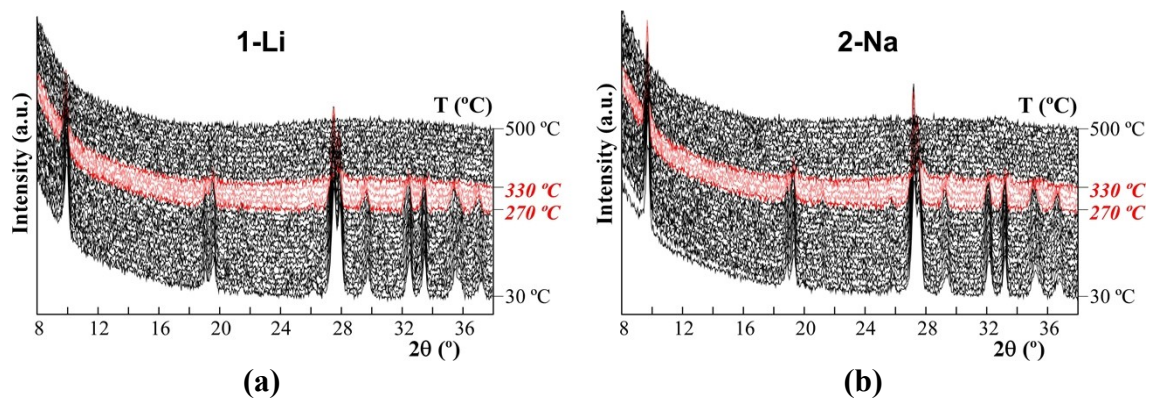 1-Li
Intensity (a.u.)
T (ºC)
500 ºC
330 ºC
270 ºC
30 ºC
8 12 16 20 24 28 32 36
2θ (º)
(a)
2-Na
Intensity (a.u.)
T (ºC)
500 ºC
330 ºC
270 ºC
30 ºC
8 12 16 20 24 28 32 36
2θ (º)
(b)